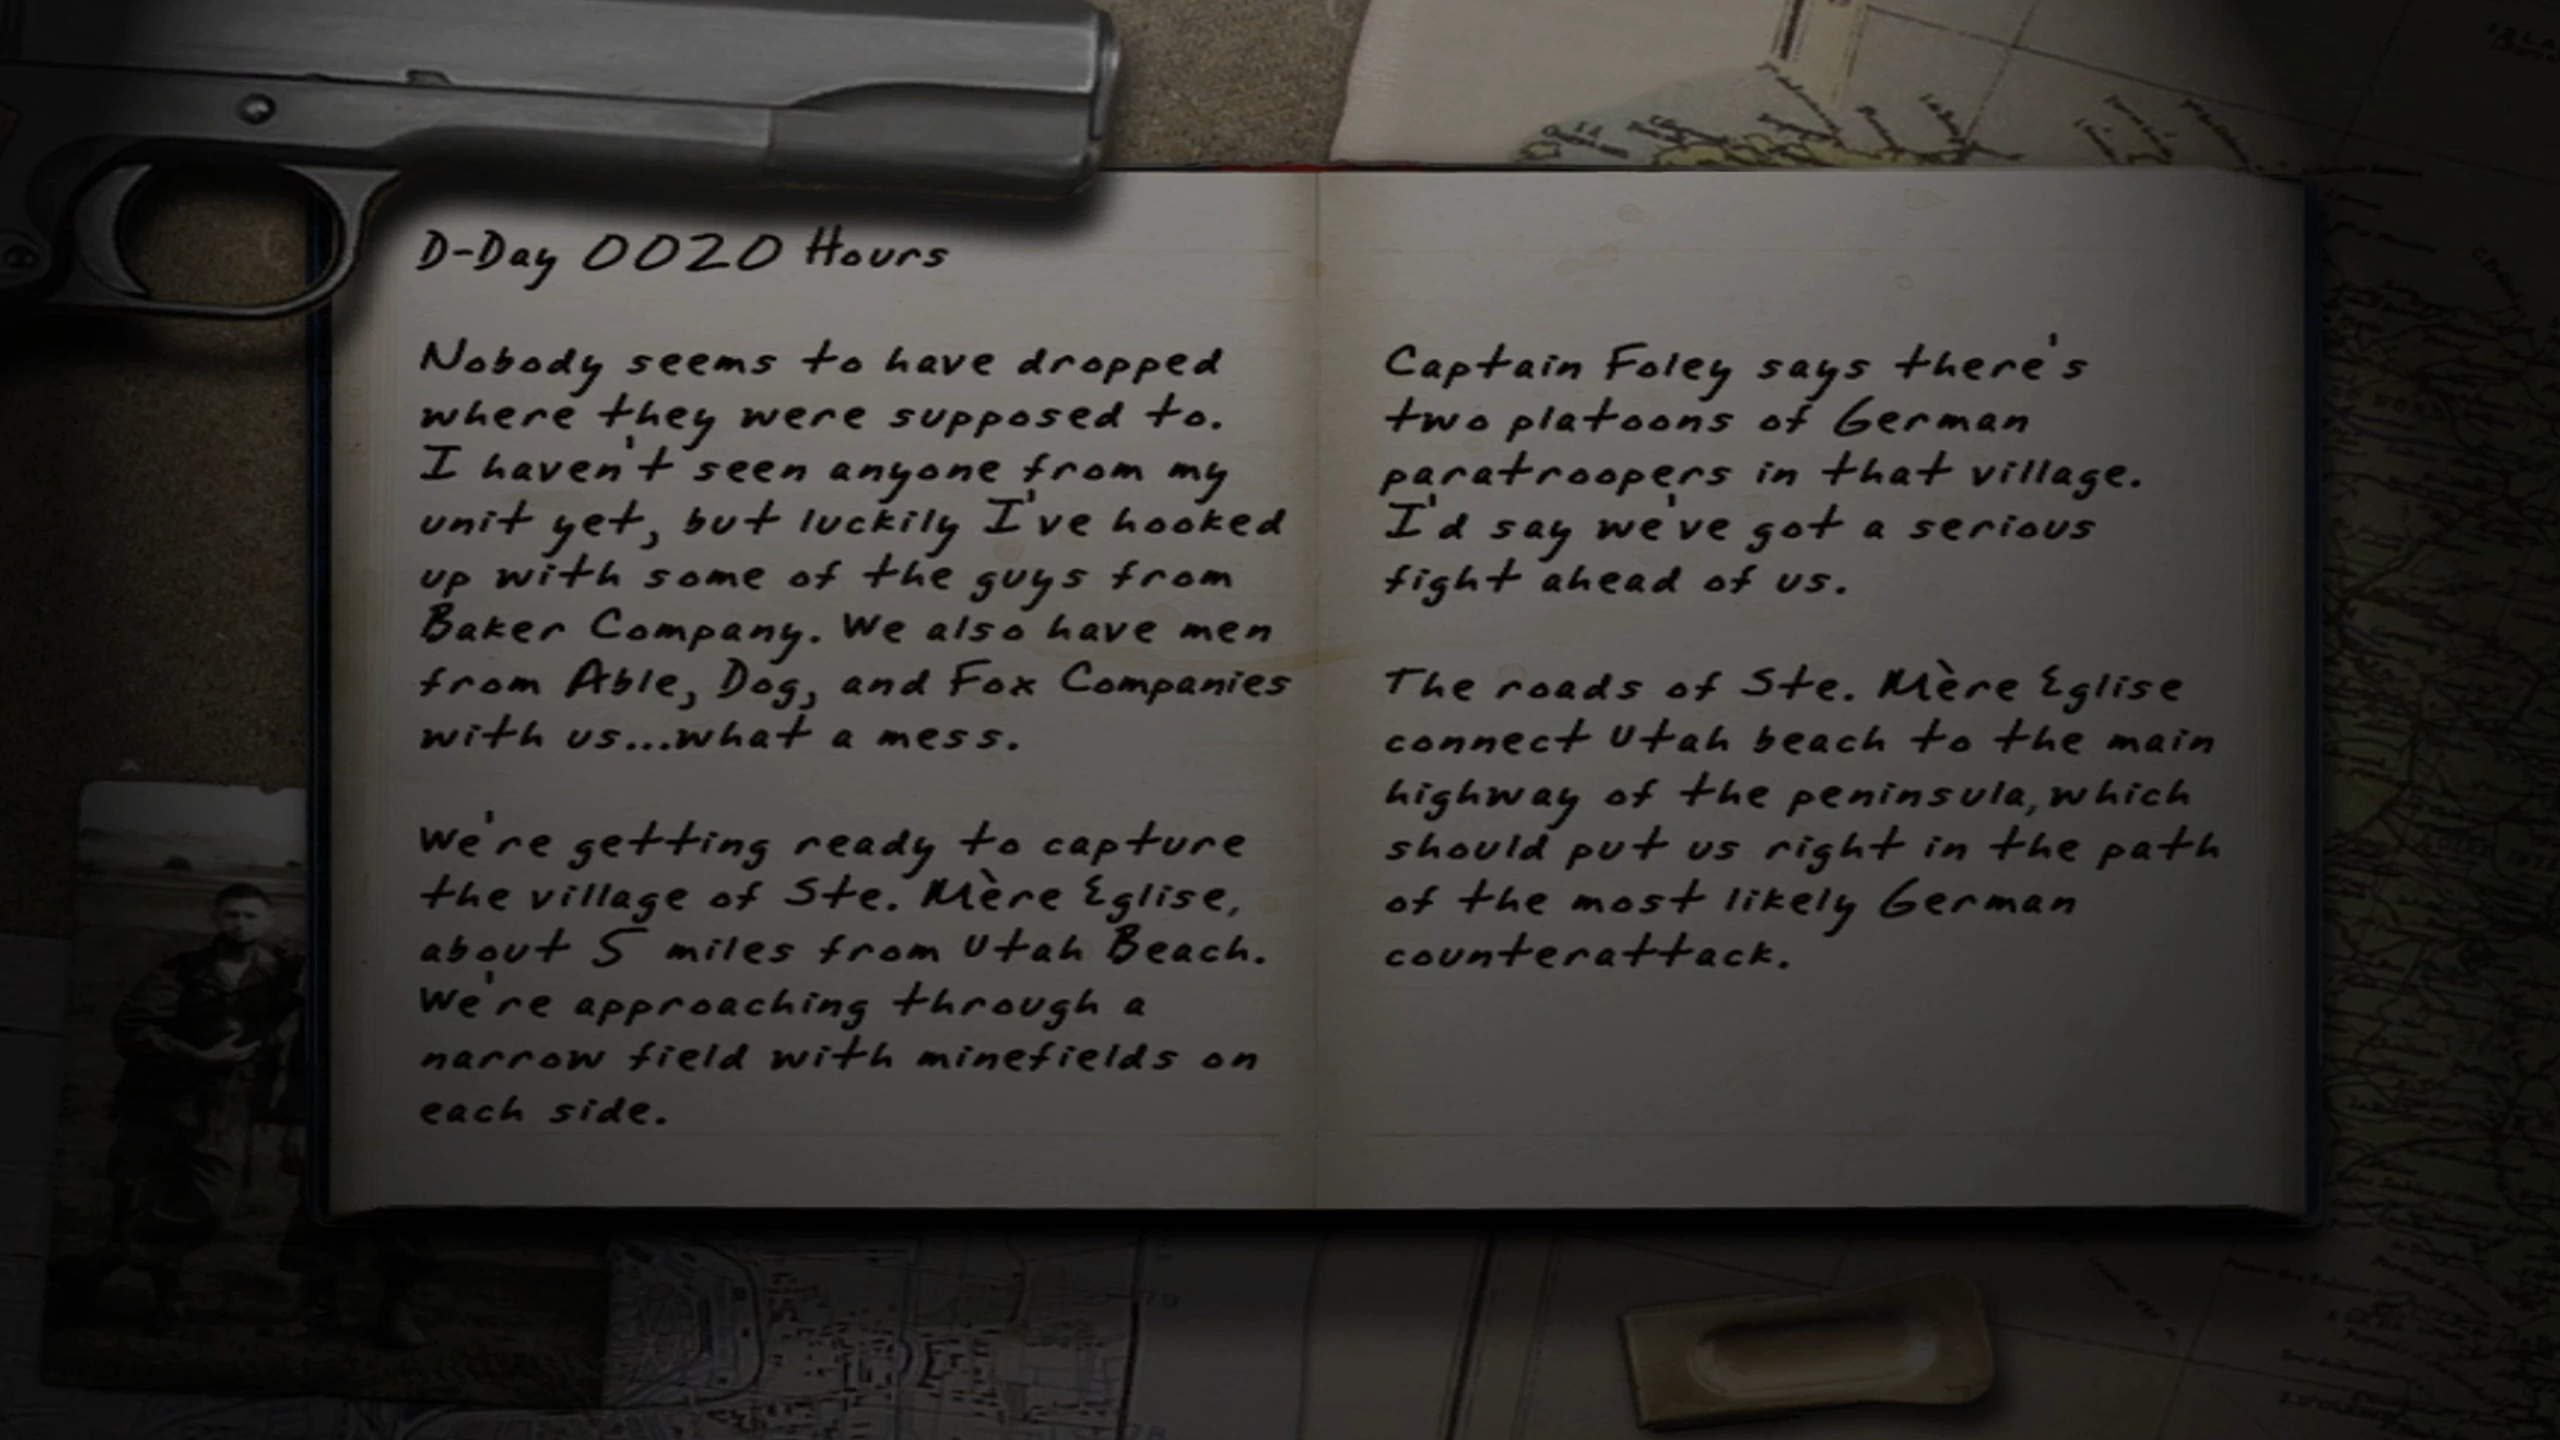 D-Day 0020 Hours
Nobody seems to have dropped
where they were supposed to.
I haven't seen anyone from my
unit yet, but luckily I've hooked
up with some of the guys from
Baker Company. We also have men
from Able, Dog, and Fox Companies
with us...what a mess.
We're getting ready to capture
the village of Ste. Mère Eglise,
about 5 miles from Utah Beach.
We're approaching through a
narrow field with minefields on
each side.
Captain Foley says there's
two platoons of German
paratroopers in that village.
I'd say we've got a serious
fight ahead of us.
The roads of Ste. Mère Eglise
connect Utah beach to the main
highway of the peninsula, which
should put us right in the path
of the most likely German
counterattack.